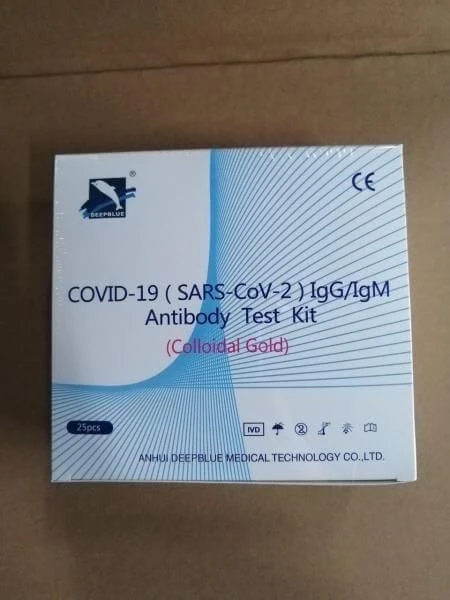 ®
DEEPBLUE
CE
COVID-19 ( SARS-CoV-2 ) IgG/IgM
Antibody Test Kit
(Colloidal Gold)
25pcs
IVD
ANHUI DEEPBLUE MEDICAL TECHNOLOGY CO.,LTD.